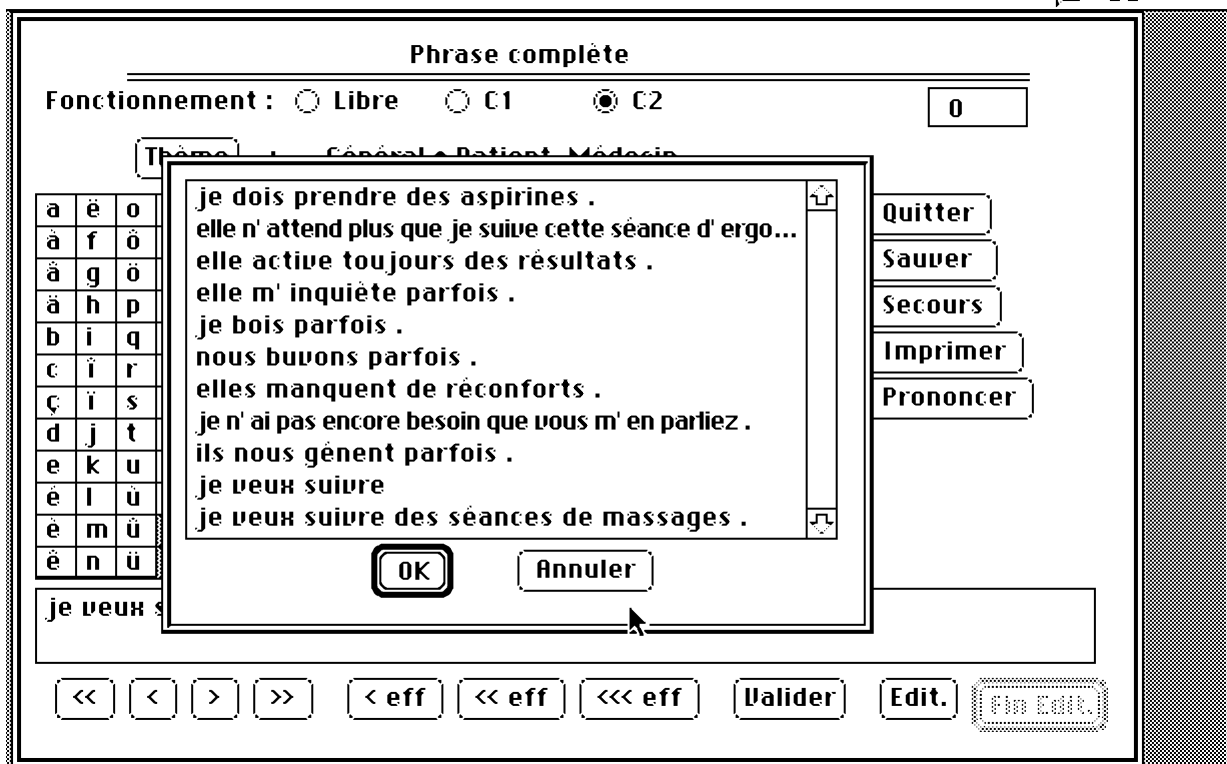 Phrase complète
Fonctionnement : Libre C1 C2 0
Thème : Général • Patient-Médecin
je dois prendre des aspirines .
elle n' attend plus que je suive cette séance d' ergo...
elle active toujours des résultats .
elle m' inquiète parfois .
je bois parfois .
nous buvons parfois .
elles manquent de réconforts .
je n' ai pas encore besoin que vous m' en parliez .
ils nous gênent parfois .
je veux suivre
je veux suivre des séances de massages .
OK Annuler
a ë o
à f ô
â g ö
ä h p
b i q
c î r
ç ï s
d j t
e k u
é l ù
è m û
ê n ü
Quitter
Sauver
Secours
Imprimer
Prononcer
je veux s
<< < > >> < eff << eff <<< eff Valider Edit. Fin Edit.